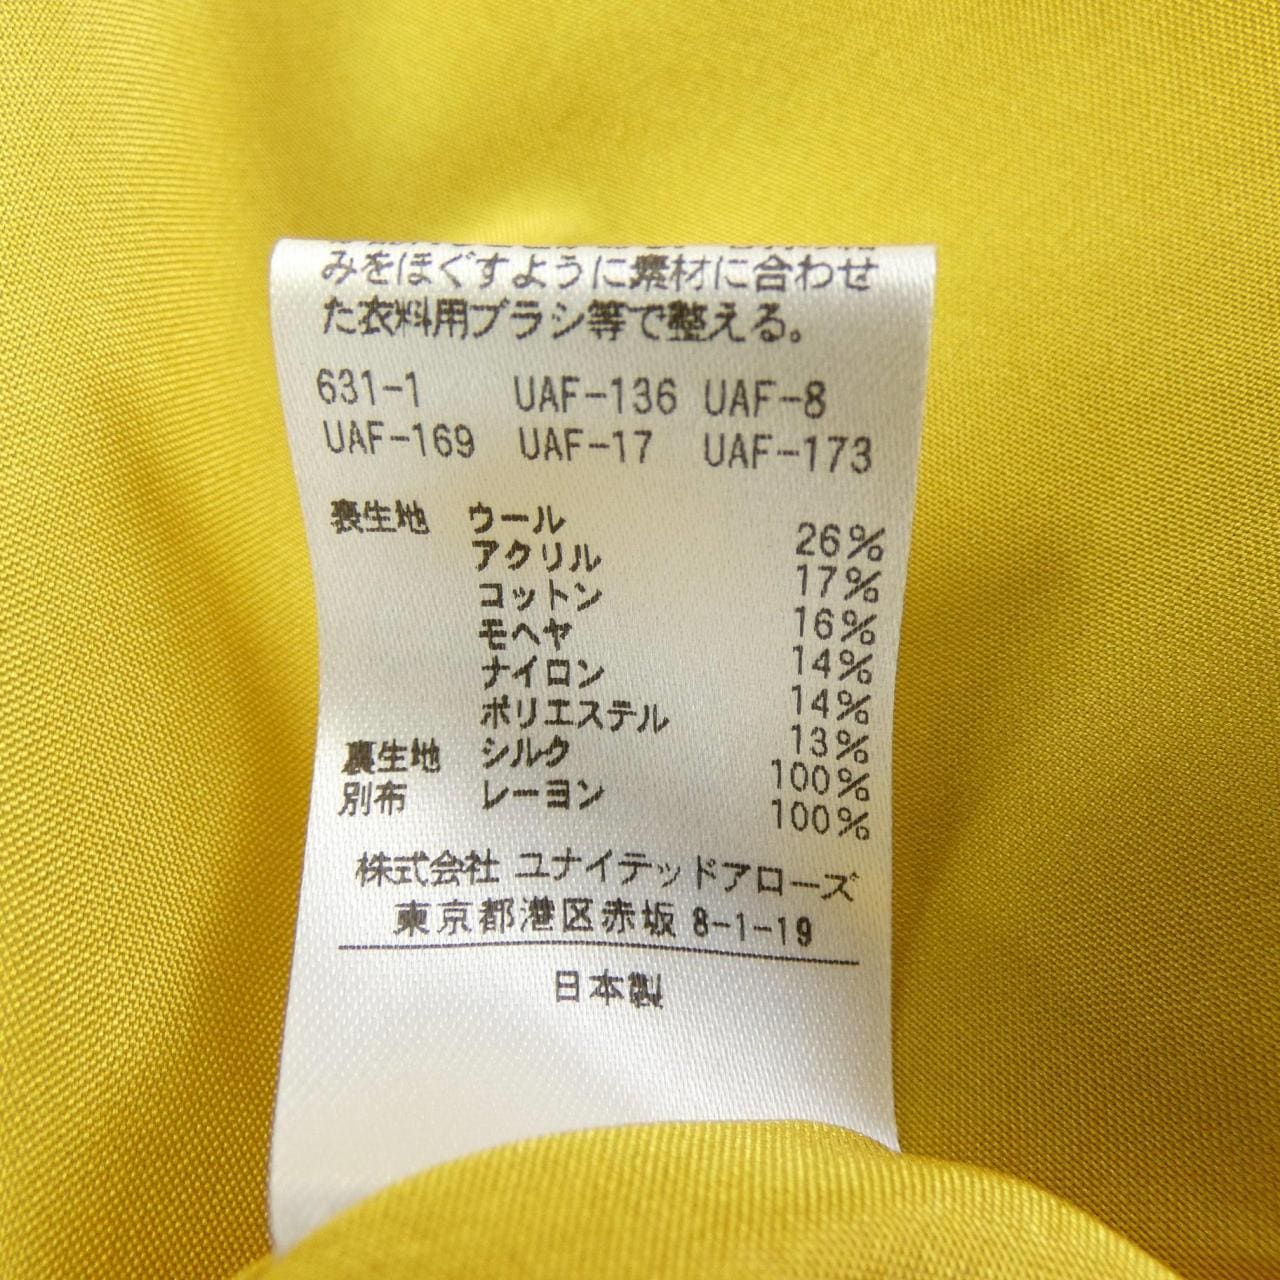 みをほぐすように素材に合わせ
た衣料用ブラシ等で整える。
631-1 UAF-136 UAF-8
UAF-169 UAF-17 UAF-173
表生地 ウール 26%
アクリル 17%
コットン 16%
モヘヤ 14%
ナイロン 14%
ポリエステル 13%
裏生地 シルク 100%
別布 レーヨン 100%
株式会社 ユナイテッドアローズ
東京都港区赤坂 8-1-19
日本製